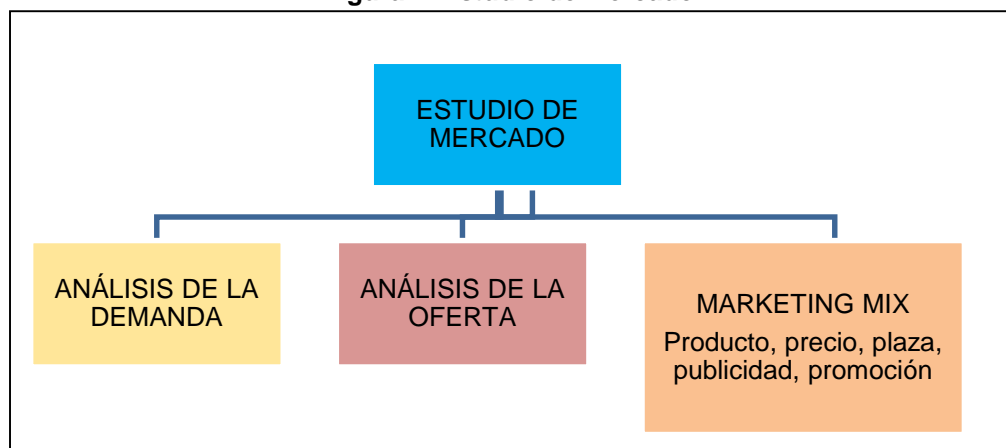 ESTUDIO DE
MERCADO
ANÁLISIS DE LA
DEMANDA
ANÁLISIS DE LA
OFERTA
MARKETING MIX
Producto, precio, plaza,
publicidad, promoción